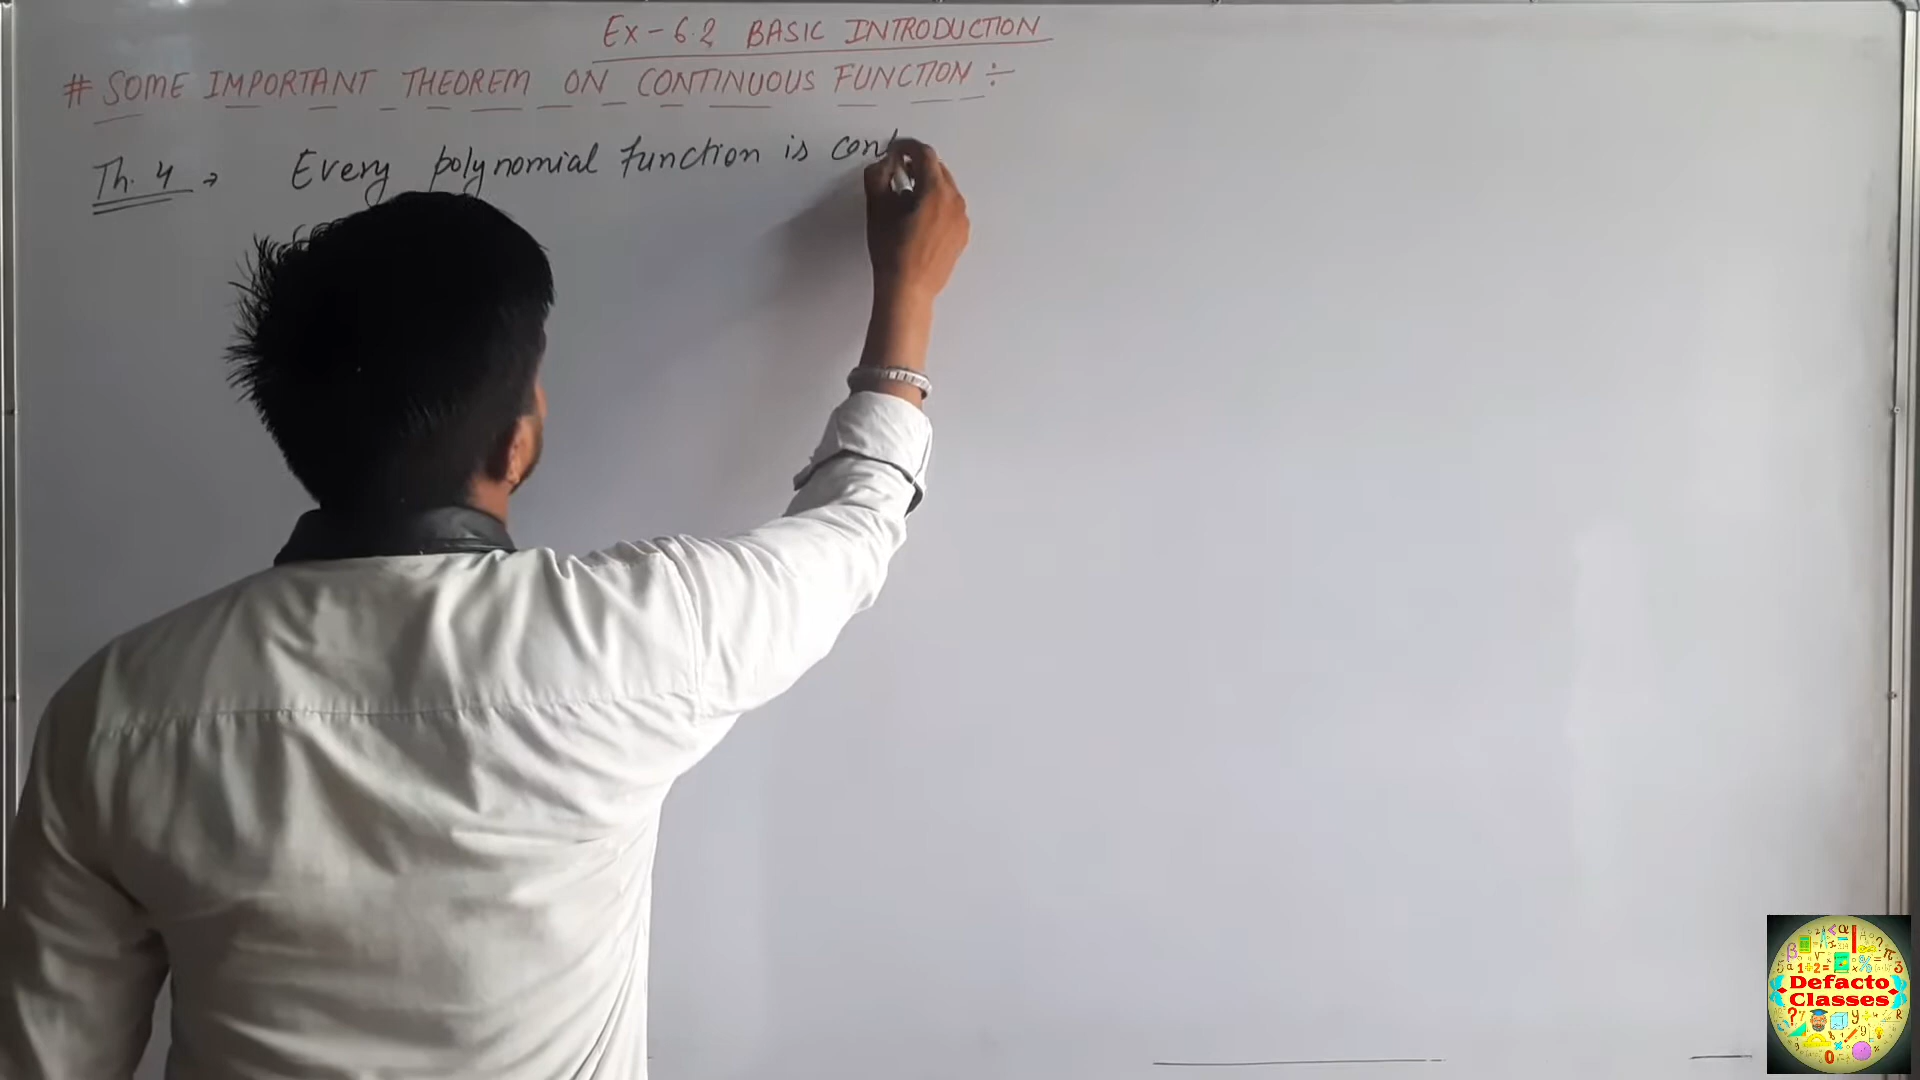 Ex-6.2 BASIC INTRODUCTION
# SOME IMPORTANT THEOREM ON CONTINUOUS FUNCTION ÷
Th. 4 → Every polynomial function is cont
Defacto
Classes